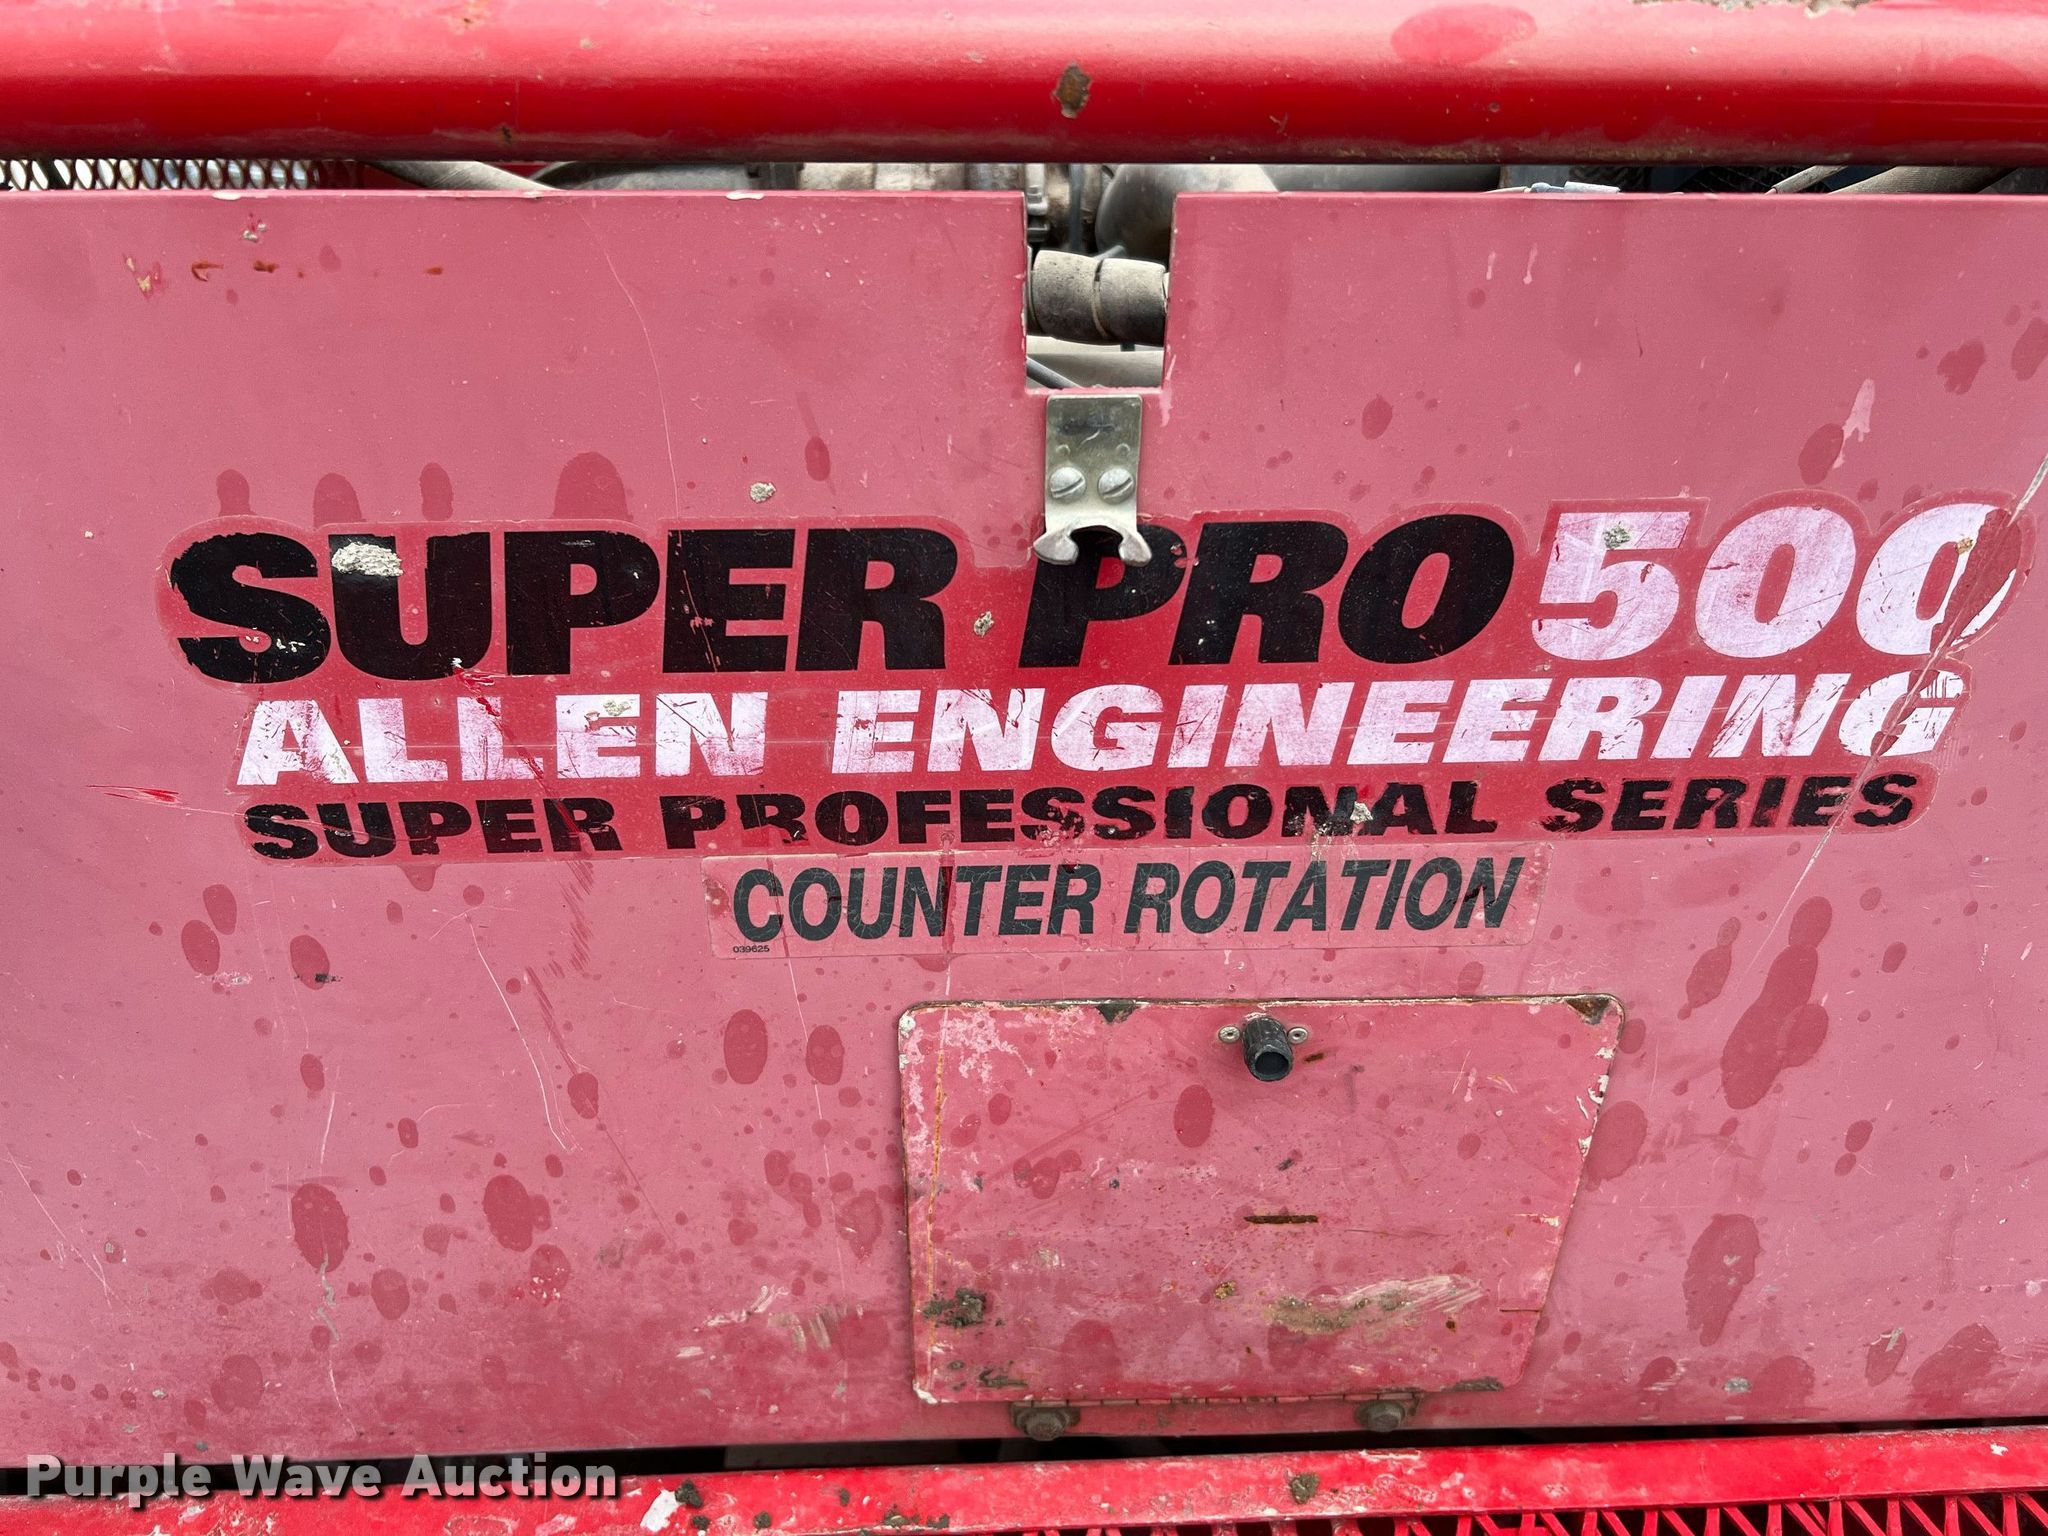 SUPER PRO 500
ALLEN ENGINEERING
SUPER PROFESSIONAL SERIES
COUNTER ROTATION
039625
Purple Wave Auction